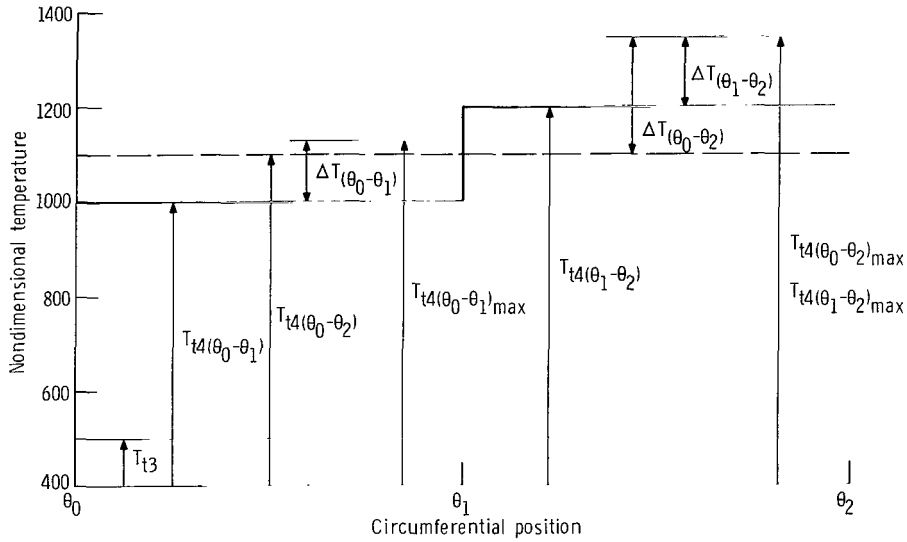 1400
1200
1000
800
600
400
Nondimensional temperature
ΔT(θ1-θ2)
ΔT(θ0-θ2)
ΔT(θ0-θ1)
Tt4(θ0-θ2)max
Tt4(θ1-θ2)
Tt4(θ0-θ1)max
Tt4(θ1-θ2)max
Tt4(θ0-θ2)
Tt4(θ0-θ1)
Tt3
θ0
θ1
θ2
Circumferential position